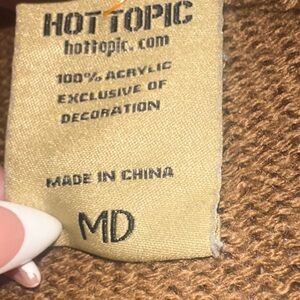 HOT TOPIC
hottopic.com
100% ACRYLIC
EXCLUSIVE OF
DECORATION
MADE IN CHINA
MD